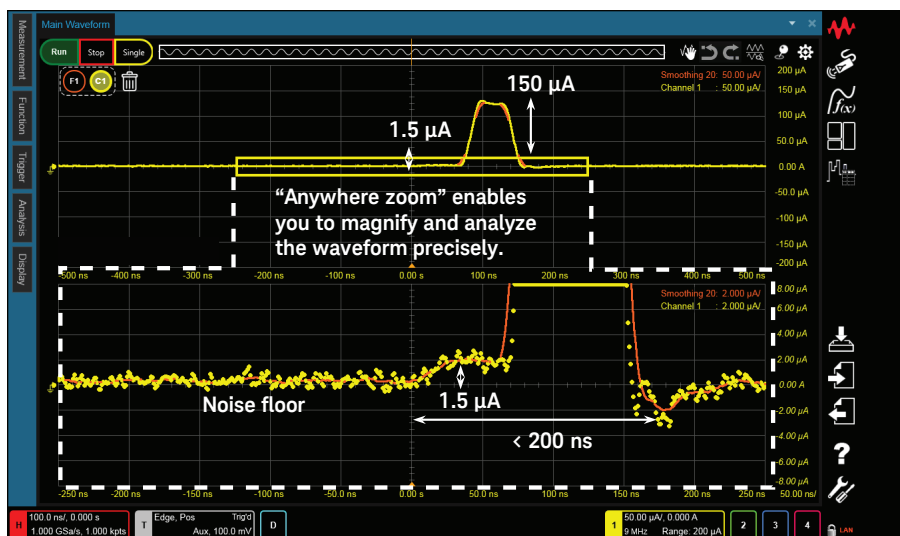 Main Waveform
Measurement
Function
Trigger
Analysis
Display
Run
Stop
Single
f(x)
F1
C1
Smoothing 20: 50.00 µA/
Channel 1 : 50.00 µA/
200 µA
150 µA
100 µA
50.0 µA
0.00 A
-50.0 µA
-100 µA
-150 µA
-200 µA
150 µA
1.5 µA
“Anywhere zoom” enables
you to magnify and analyze
the waveform precisely.
-500 ns -400 ns -300 ns -200 ns -100 ns 0.00 s 100 ns 200 ns 300 ns 400 ns 500 ns
Smoothing 20: 2.000 µA/
Channel 1 : 2.000 µA/
8.00 µA
6.00 µA
4.00 µA
2.00 µA
0.00 A
-2.00 µA
-4.00 µA
-6.00 µA
-8.00 µA
Noise floor
1.5 µA
< 200 ns
-250 ns -200 ns -150 ns -100 ns -50.0 ns 0.00 s 50.0 ns 100 ns 150 ns 200 ns 250 ns 50.00 ns/
?
H
100.0 ns/, 0.000 s
1.000 GSa/s, 1.000 kpts
T
Edge, Pos Trig'd
Aux, 100.0 mV
D
1
50.00 µA/, 0.000 A
9 MHz Range: 200 µA
2
3
4
LAN